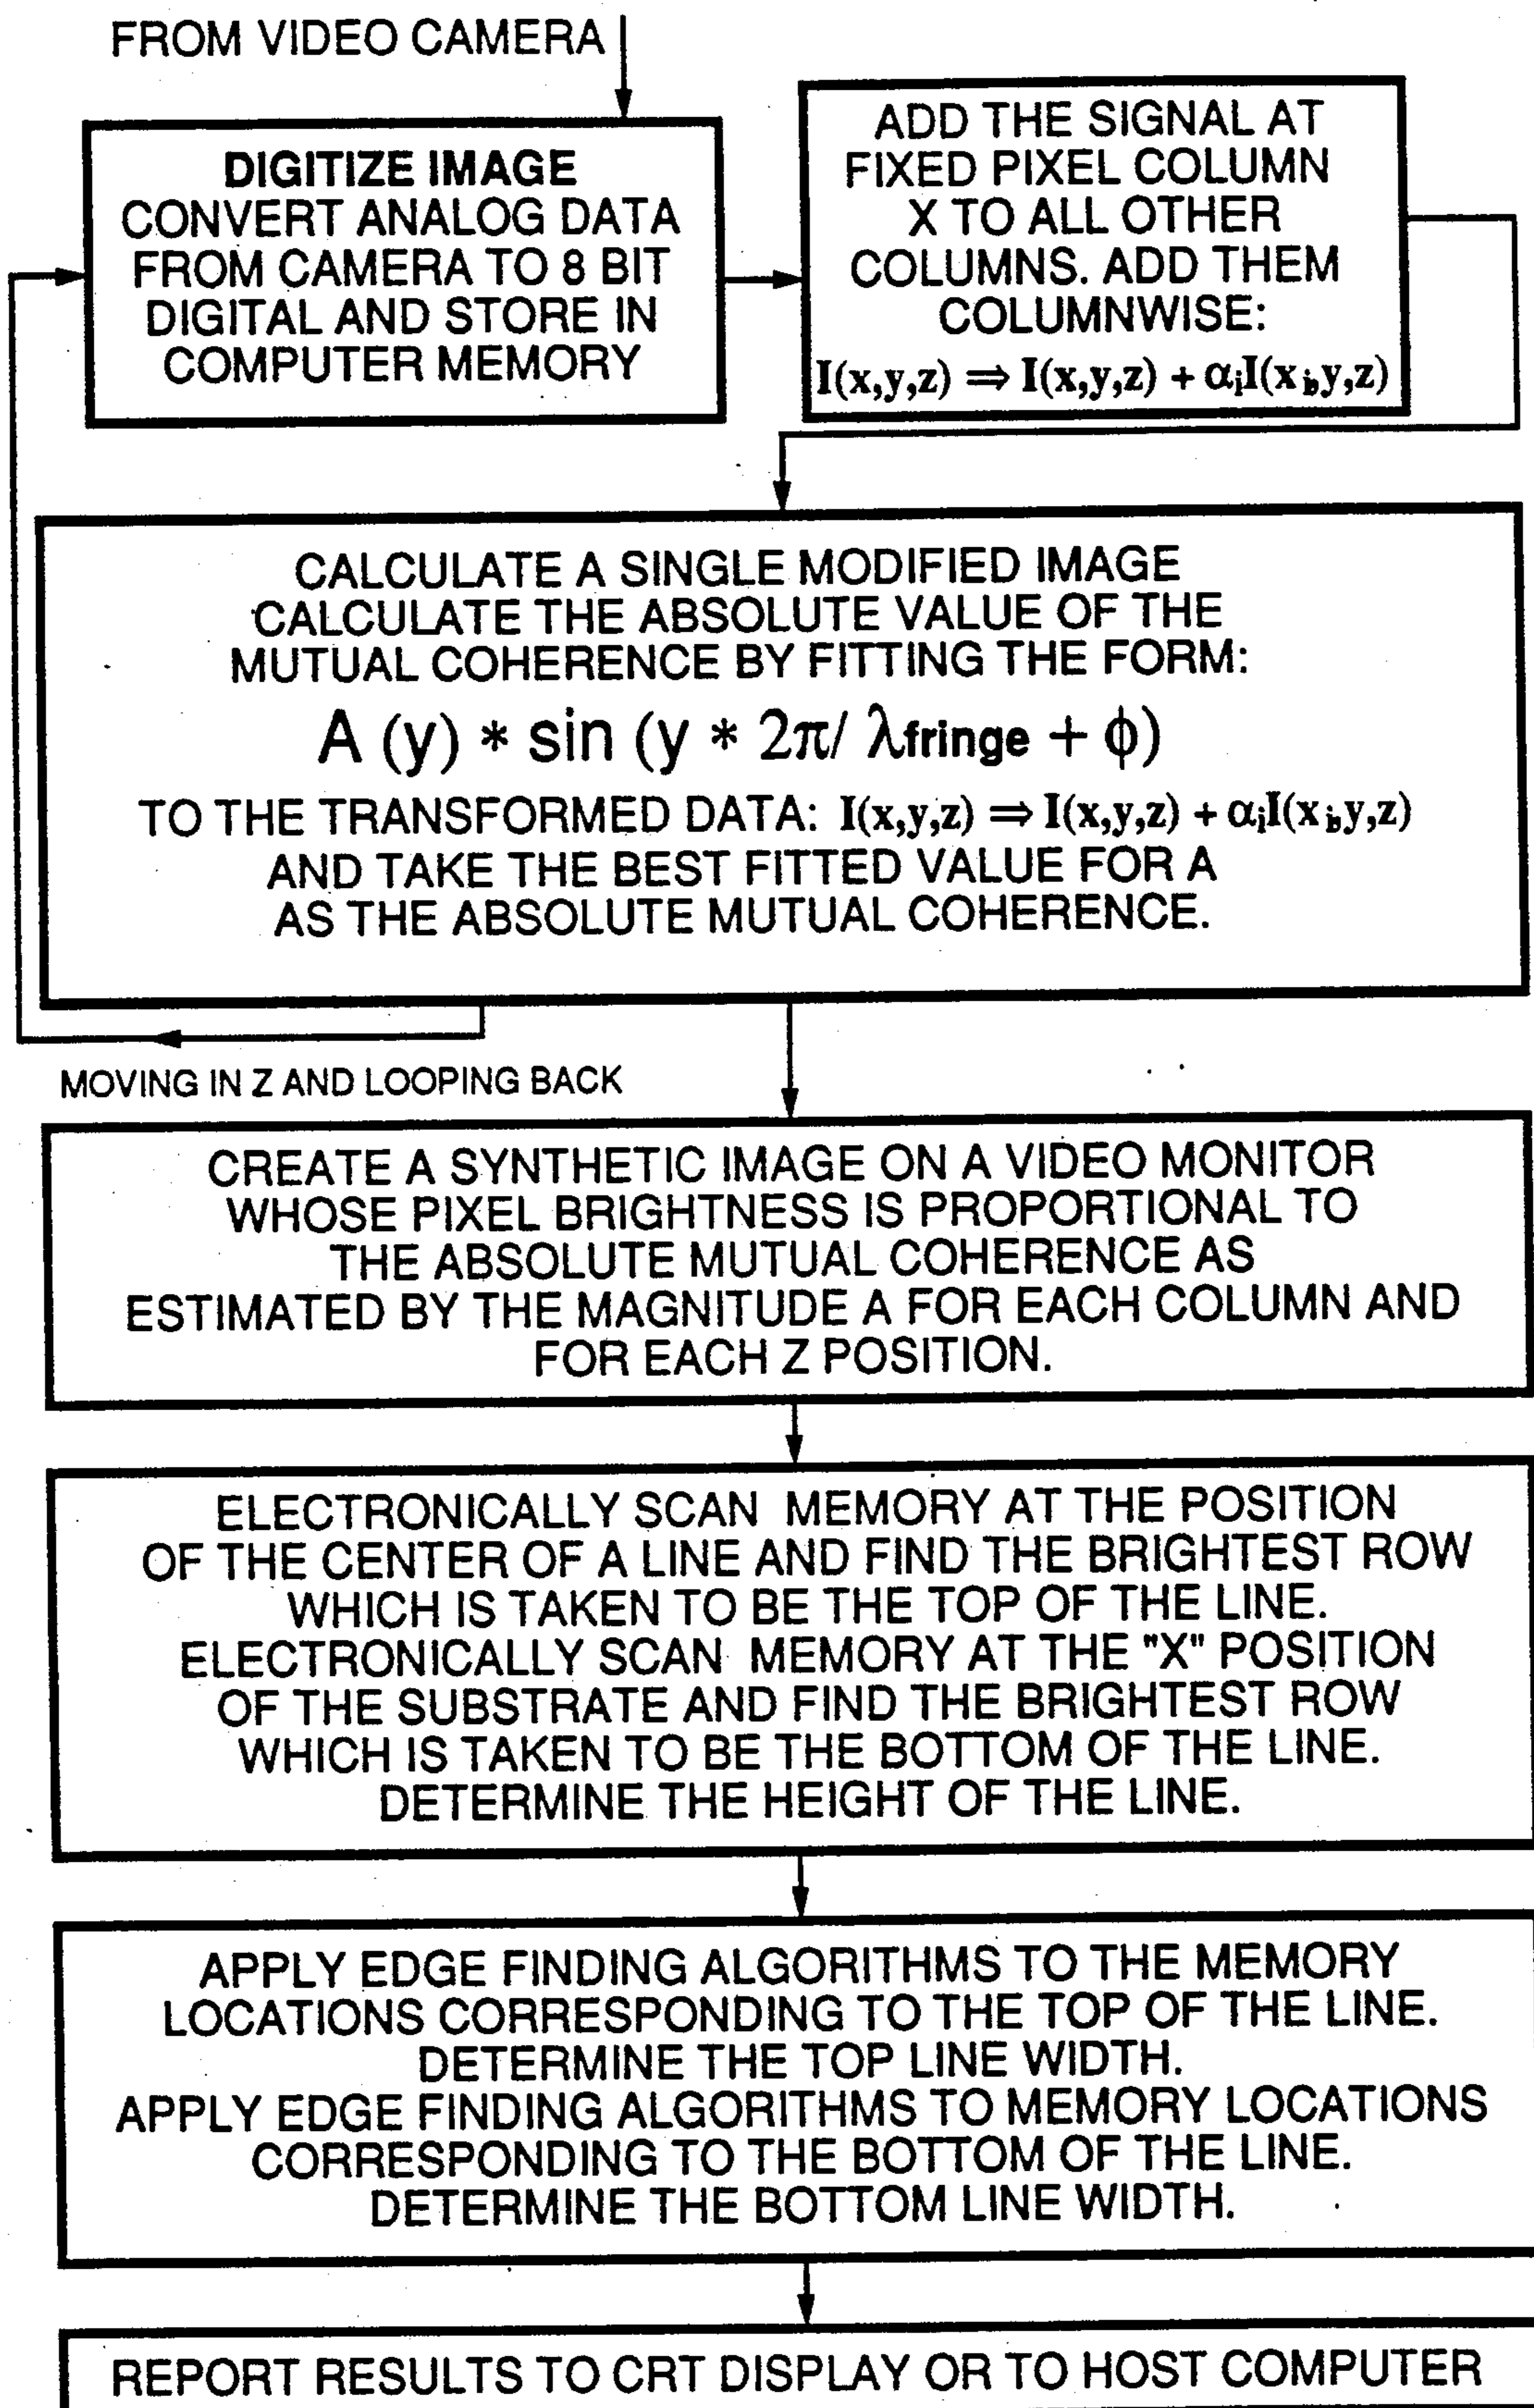 FROM VIDEO CAMERA
DIGITIZE IMAGE
CONVERT ANALOG DATA
FROM CAMERA TO 8 BIT
DIGITAL AND STORE IN
COMPUTER MEMORY
ADD THE SIGNAL AT
FIXED PIXEL COLUMN
X TO ALL OTHER
COLUMNS. ADD THEM
COLUMNWISE:
I(x,y,z) ⇒ I(x,y,z) + αᵢI(xᵢ,y,z)
CALCULATE A SINGLE MODIFIED IMAGE
CALCULATE THE ABSOLUTE VALUE OF THE
MUTUAL COHERENCE BY FITTING THE FORM:
A (y) * sin (y * 2π/ λfringe + ϕ)
TO THE TRANSFORMED DATA: I(x,y,z) ⇒ I(x,y,z) + αᵢI(xᵢ,y,z)
AND TAKE THE BEST FITTED VALUE FOR A
AS THE ABSOLUTE MUTUAL COHERENCE.
MOVING IN Z AND LOOPING BACK
CREATE A SYNTHETIC IMAGE ON A VIDEO MONITOR
WHOSE PIXEL BRIGHTNESS IS PROPORTIONAL TO
THE ABSOLUTE MUTUAL COHERENCE AS
ESTIMATED BY THE MAGNITUDE A FOR EACH COLUMN AND
FOR EACH Z POSITION.
ELECTRONICALLY SCAN MEMORY AT THE POSITION
OF THE CENTER OF A LINE AND FIND THE BRIGHTEST ROW
WHICH IS TAKEN TO BE THE TOP OF THE LINE.
ELECTRONICALLY SCAN MEMORY AT THE "X" POSITION
OF THE SUBSTRATE AND FIND THE BRIGHTEST ROW
WHICH IS TAKEN TO BE THE BOTTOM OF THE LINE.
DETERMINE THE HEIGHT OF THE LINE.
APPLY EDGE FINDING ALGORITHMS TO THE MEMORY
LOCATIONS CORRESPONDING TO THE TOP OF THE LINE.
DETERMINE THE TOP LINE WIDTH.
APPLY EDGE FINDING ALGORITHMS TO MEMORY LOCATIONS
CORRESPONDING TO THE BOTTOM OF THE LINE.
DETERMINE THE BOTTOM LINE WIDTH.
REPORT RESULTS TO CRT DISPLAY OR TO HOST COMPUTER